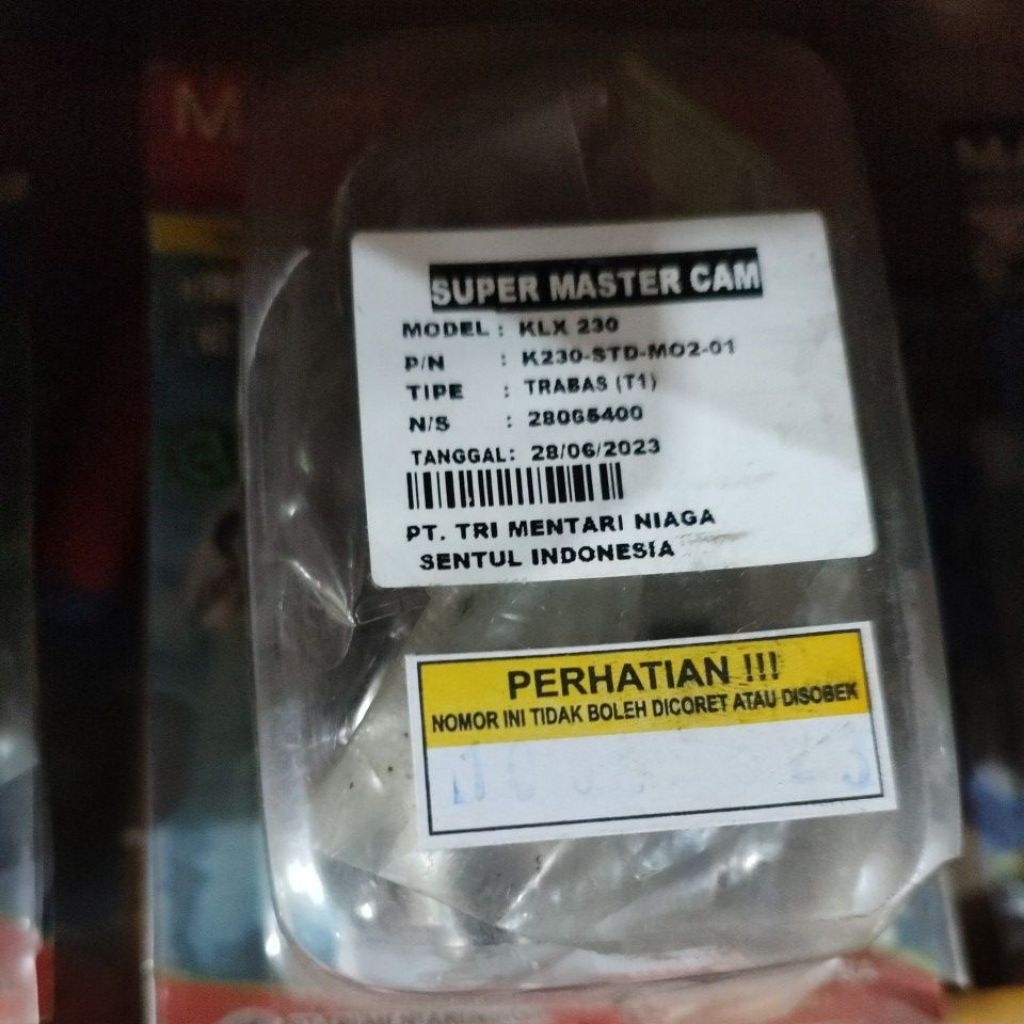 M
SUPER MASTER CAM
MODEL : KLX 230
P/N : K230-STD-MO2-01
TIPE : TRABAS (T1)
N/S : 28065400
TANGGAL: 28/06/2023
PT. TRI MENTARI NIAGA
SENTUL INDONESIA
PERHATIAN !!!
NOMOR INI TIDAK BOLEH DICORET ATAU DISOBEK